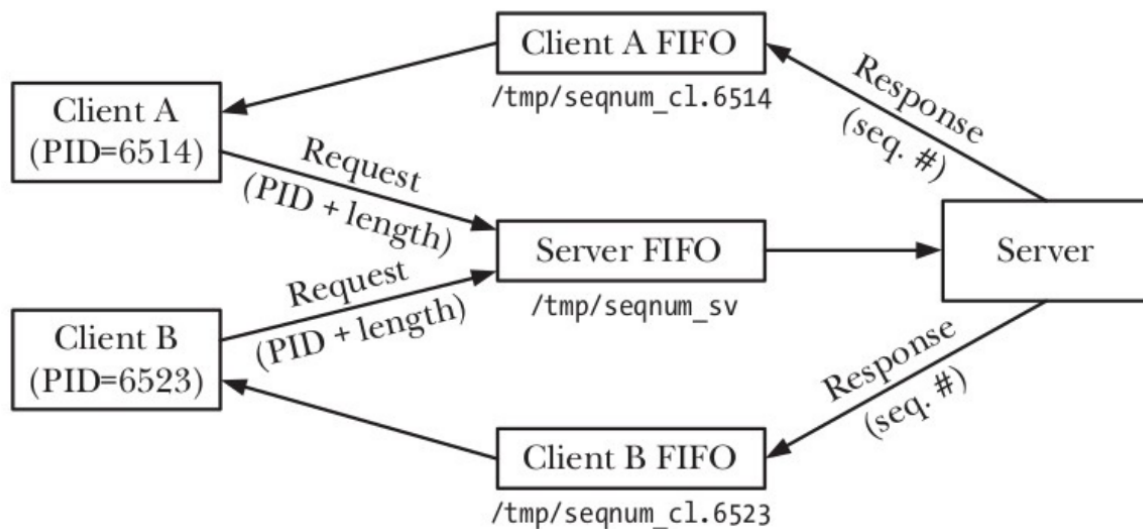 Client A FIFO
/tmp/seqnum_cl.6514
Client A
(PID=6514)
Request
(PID + length)
Response
(seq. #)
Server FIFO
/tmp/seqnum_sv
Server
Request
(PID + length)
Client B
(PID=6523)
Response
(seq. #)
Client B FIFO
/tmp/seqnum_cl.6523